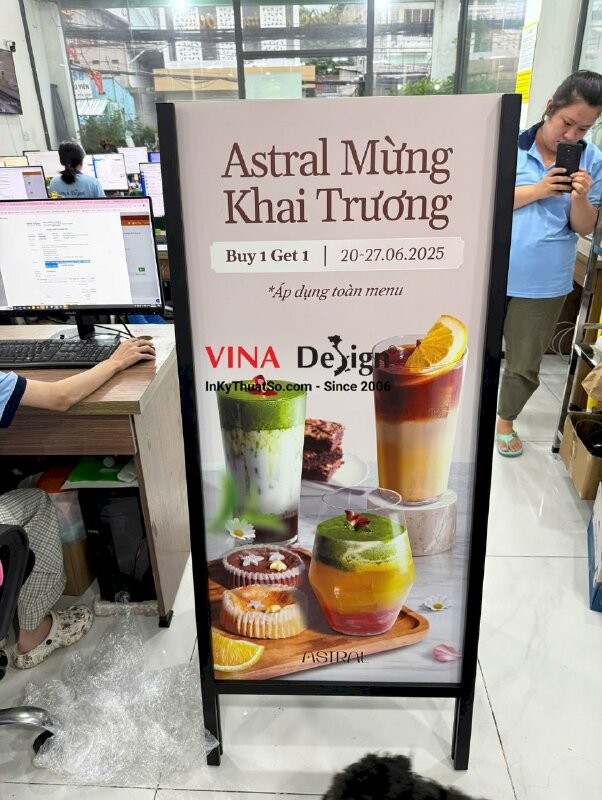 Astral Mừng
Khai Trương
Buy 1 Get 1 | 20-27.06.2025
*Áp dụng toàn menu
VINA Design
InKyThuatSo.com - Since 2006
ASTRAL